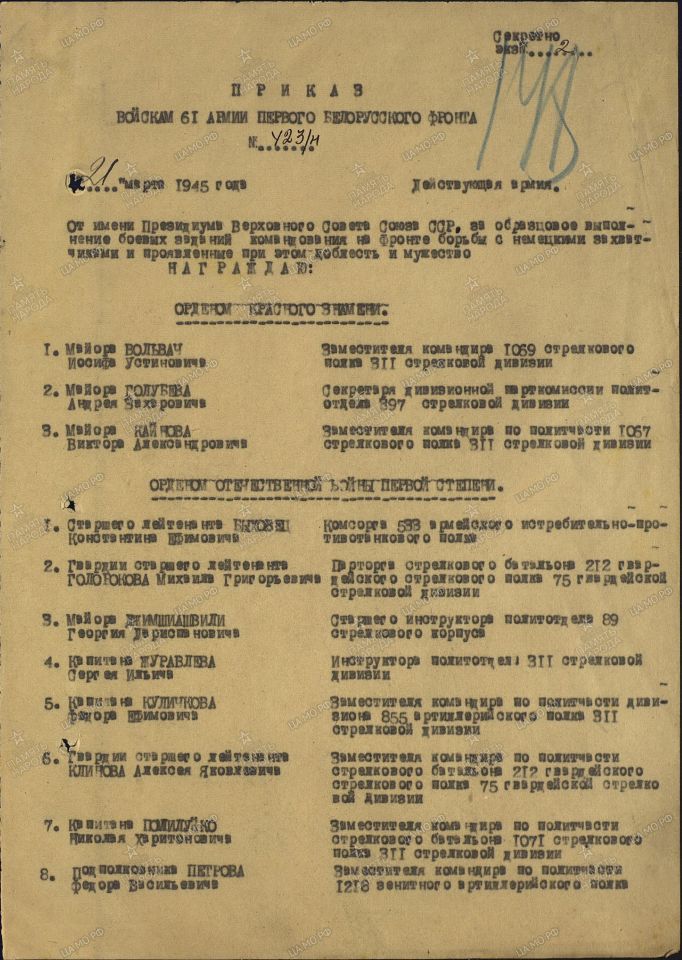 Секретно
экз.....2....
ПРИКАЗ
ВОЙСКАМ 61 АРМИИ ПЕРВОГО БЕЛОРУССКОГО ФРОНТА
№.423/н
"21" марта 1945 года Действующая армия.
От имени Президиума Верховного Совета Союза ССР, за образцовое выпол-
нение боевых заданий командования на фронте борьбы с немецкими захват-
чиками и проявленные при этом доблесть и мужество
НАГРАЖДАЮ:
ОРДЕНОМ КРАСНОГО ЗНАМЕНИ.
1. Майора ВОЛЬВАЧ Заместителя командира 1069 стрелкового
Иосифа Устиновича полка 311 стрелковой дивизии
2. Майора ГОЛУБЕВА Секретаря дивизионной парткомиссии полит-
Андрея Захаровича отдела 397 стрелковой дивизии
3. Майора КАЙНОВА Заместителя командира по политчасти 1067
Виктора Александровича стрелкового полка 311 стрелковой дивизии
ОРДЕНОМ ОТЕЧЕСТВЕННОЙ ВОЙНЫ ПЕРВОЙ СТЕПЕНИ.
1. Старшего лейтенанта БЫХОВЕЦ Комсорга 533 армейского истребительно-про-
Константина Ефимовича тивотанкового полка
2. Гвардии старшего лейтенанта Парторга стрелкового батальона 212 гвар-
ГОЛОРОКОВА Михаила Григорьевича дейского стрелкового полка 75 гвардейской
стрелковой дивизии
3. Майора ДЖИМШИАШВИЛИ Старшего инструктора политотдела 89
Георгия Дариспановича стрелкового корпуса
4. Капитана ЖУРАВЛЕВА Инструктора политотдела 311 стрелковой
Сергея Ильича дивизии
5. Капитана КУЛИЧКОВА Заместителя командира по политчасти диви-
Федора Ефимовича зиона 855 артиллерийского полка 311
стрелковой дивизии
6. Гвардии старшего лейтенанта Заместителя командира по политчасти
КЛИНОВА Алексея Яковлевича стрелкового батальона 212 гвардейского
стрелкового полка 75 гвардейской стрелко
вой дивизии
7. Капитана ПОМИЛУЙКО Заместителя командира по политчасти
Николая Харитоновича стрелкового батальона 1071 стрелкового
полка 311 стрелковой дивизии
8. Подполковника ПЕТРОВА Заместителя командира по политчасти
Федора Васильевича 1218 зенитного артиллерийского полка